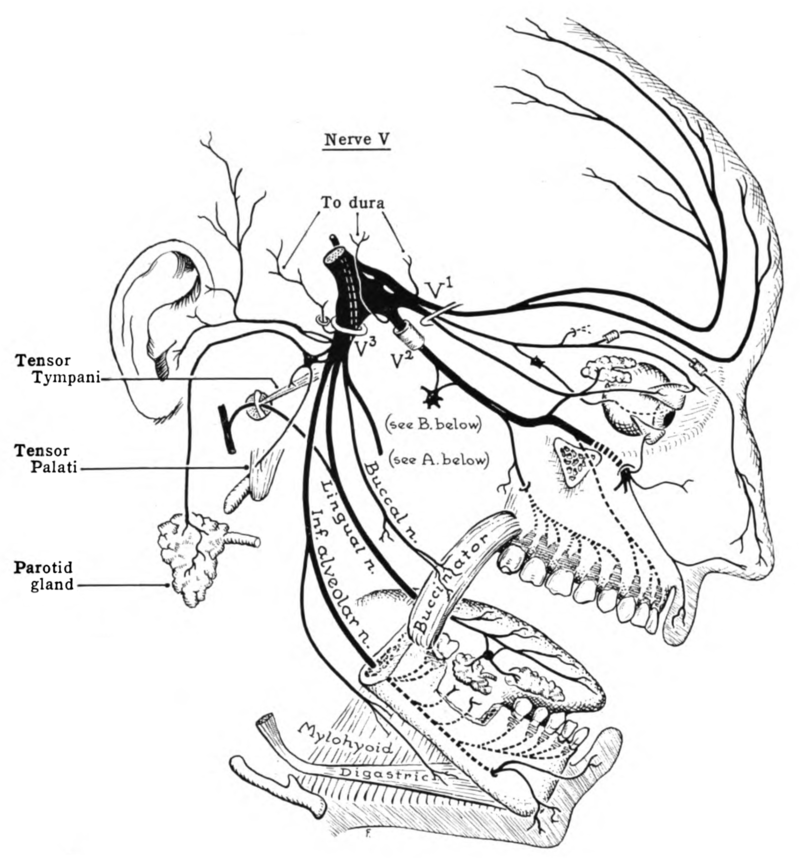 Nerve V
To dura
V¹
V³
V²
Tensor
Tympani
(see B. below)
Tensor
Palati
(see A. below)
Buccal n.
Lingual n.
Inf. alveolar n.
Buccinator
Parotid
gland
Mylohyoid
Digastric
F.